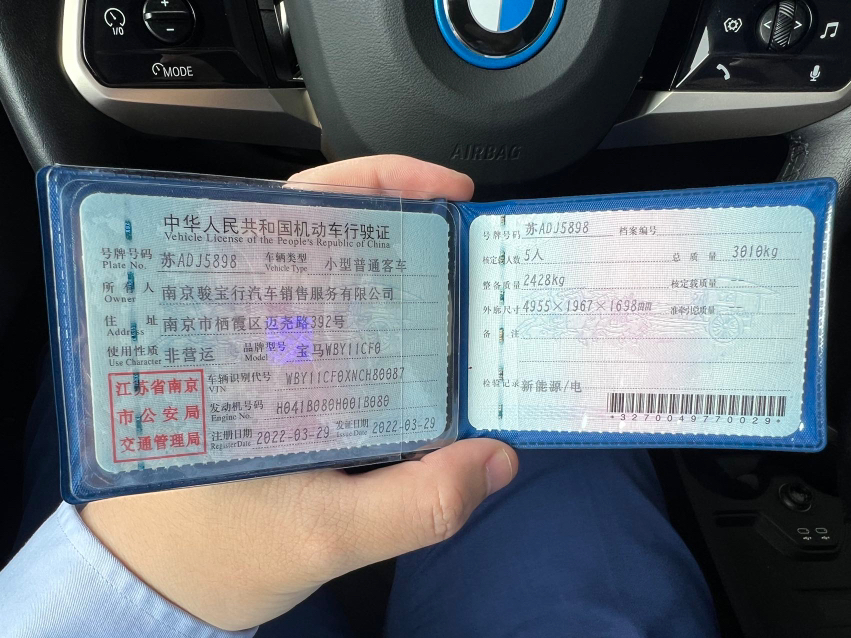 I/O
MODE
AIRBAG
中华人民共和国机动车行驶证
Vehicle License of the People's Republic of China
号牌号码 Plate No. 苏ADJ5898 车辆类型 Vehicle Type 小型普通客车
所有人 Owner 南京骏宝行汽车销售服务有限公司
住址 Address 南京市栖霞区迈尧路392号
使用性质 Use Character 非营运 品牌型号 Model 宝马WBY11CF0
江苏省南京
市公安局
交通管理局
车辆识别代号 VIN WBY11CF0XNCH80087
发动机号码 Engine No. H041B080H001B080
注册日期 Register Date 2022-03-29 发证日期 Issue Date 2022-03-29
号牌号码 苏ADJ5898 档案编号
核定载人数 5人 总质量 3010kg
整备质量 2428kg 核定载质量 --
外廓尺寸 4955×1967×1698mm 准牵引总质量
备注
检验记录 新能源/电
*3270049770029*